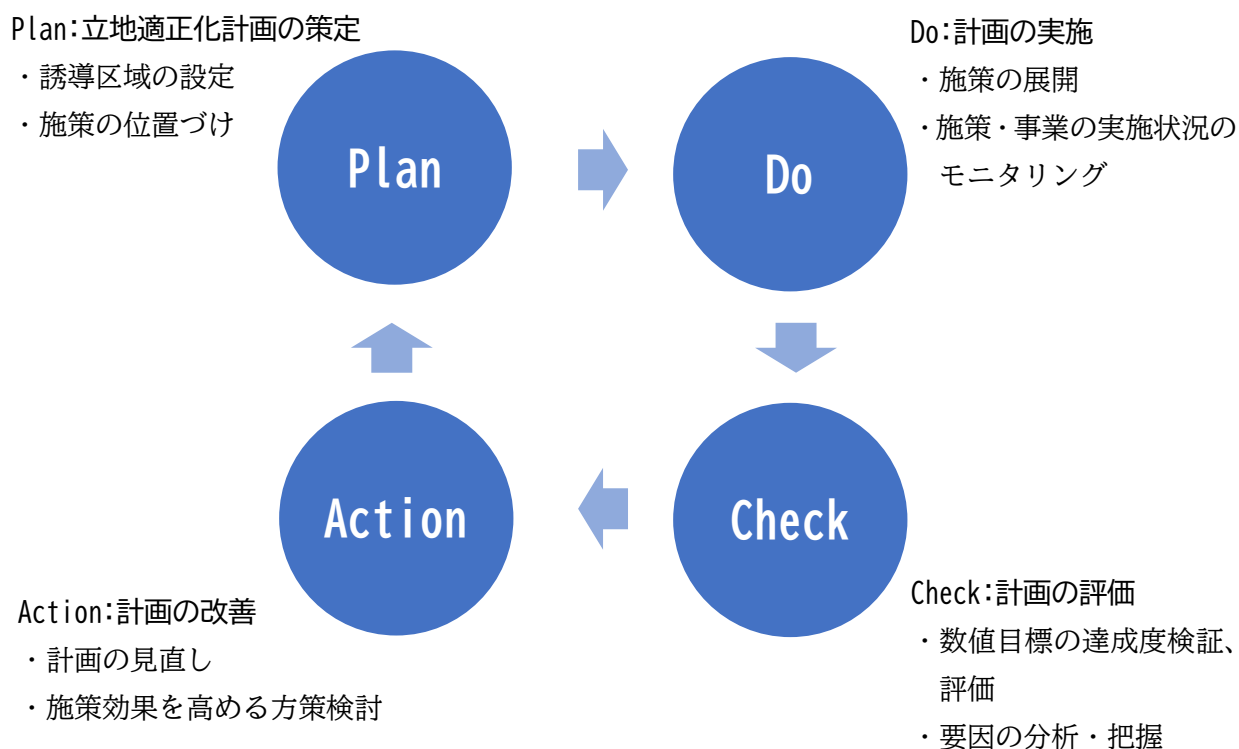 Plan:立地適正化計画の策定
・誘導区域の設定
・施策の位置づけ
Plan
Do:計画の実施
・施策の展開
・施策・事業の実施状況の
モニタリング
Do
Check
Check:計画の評価
・数値目標の達成度検証、
評価
・要因の分析・把握
Action
Action:計画の改善
・計画の見直し
・施策効果を高める方策検討